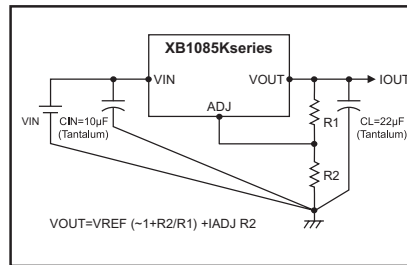 XB1085Kseries
VIN
VOUT
IOUT
ADJ
R1
VIN
CIN=10µF
(Tantalum)
CL=22µF
(Tantalum)
R2
VOUT=VREF (~1+R2/R1) +IADJ R2